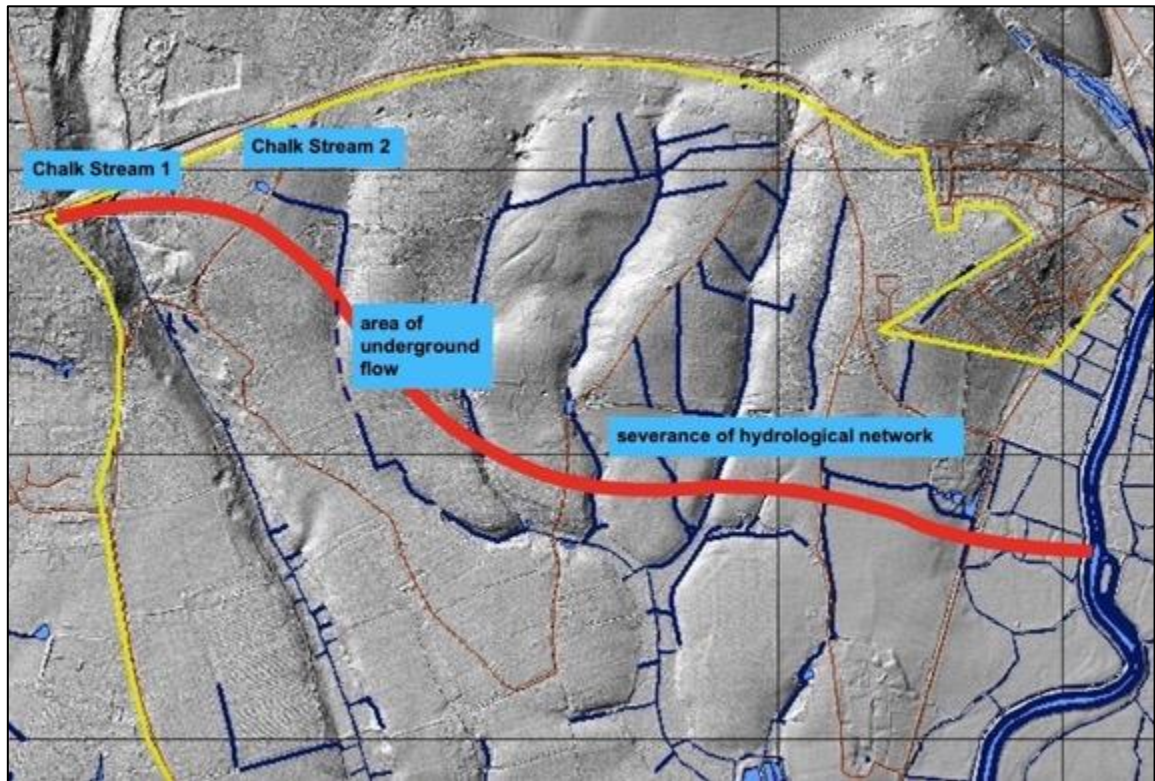 Chalk Stream 1
Chalk Stream 2
area of
underground
flow
severance of hydrological network